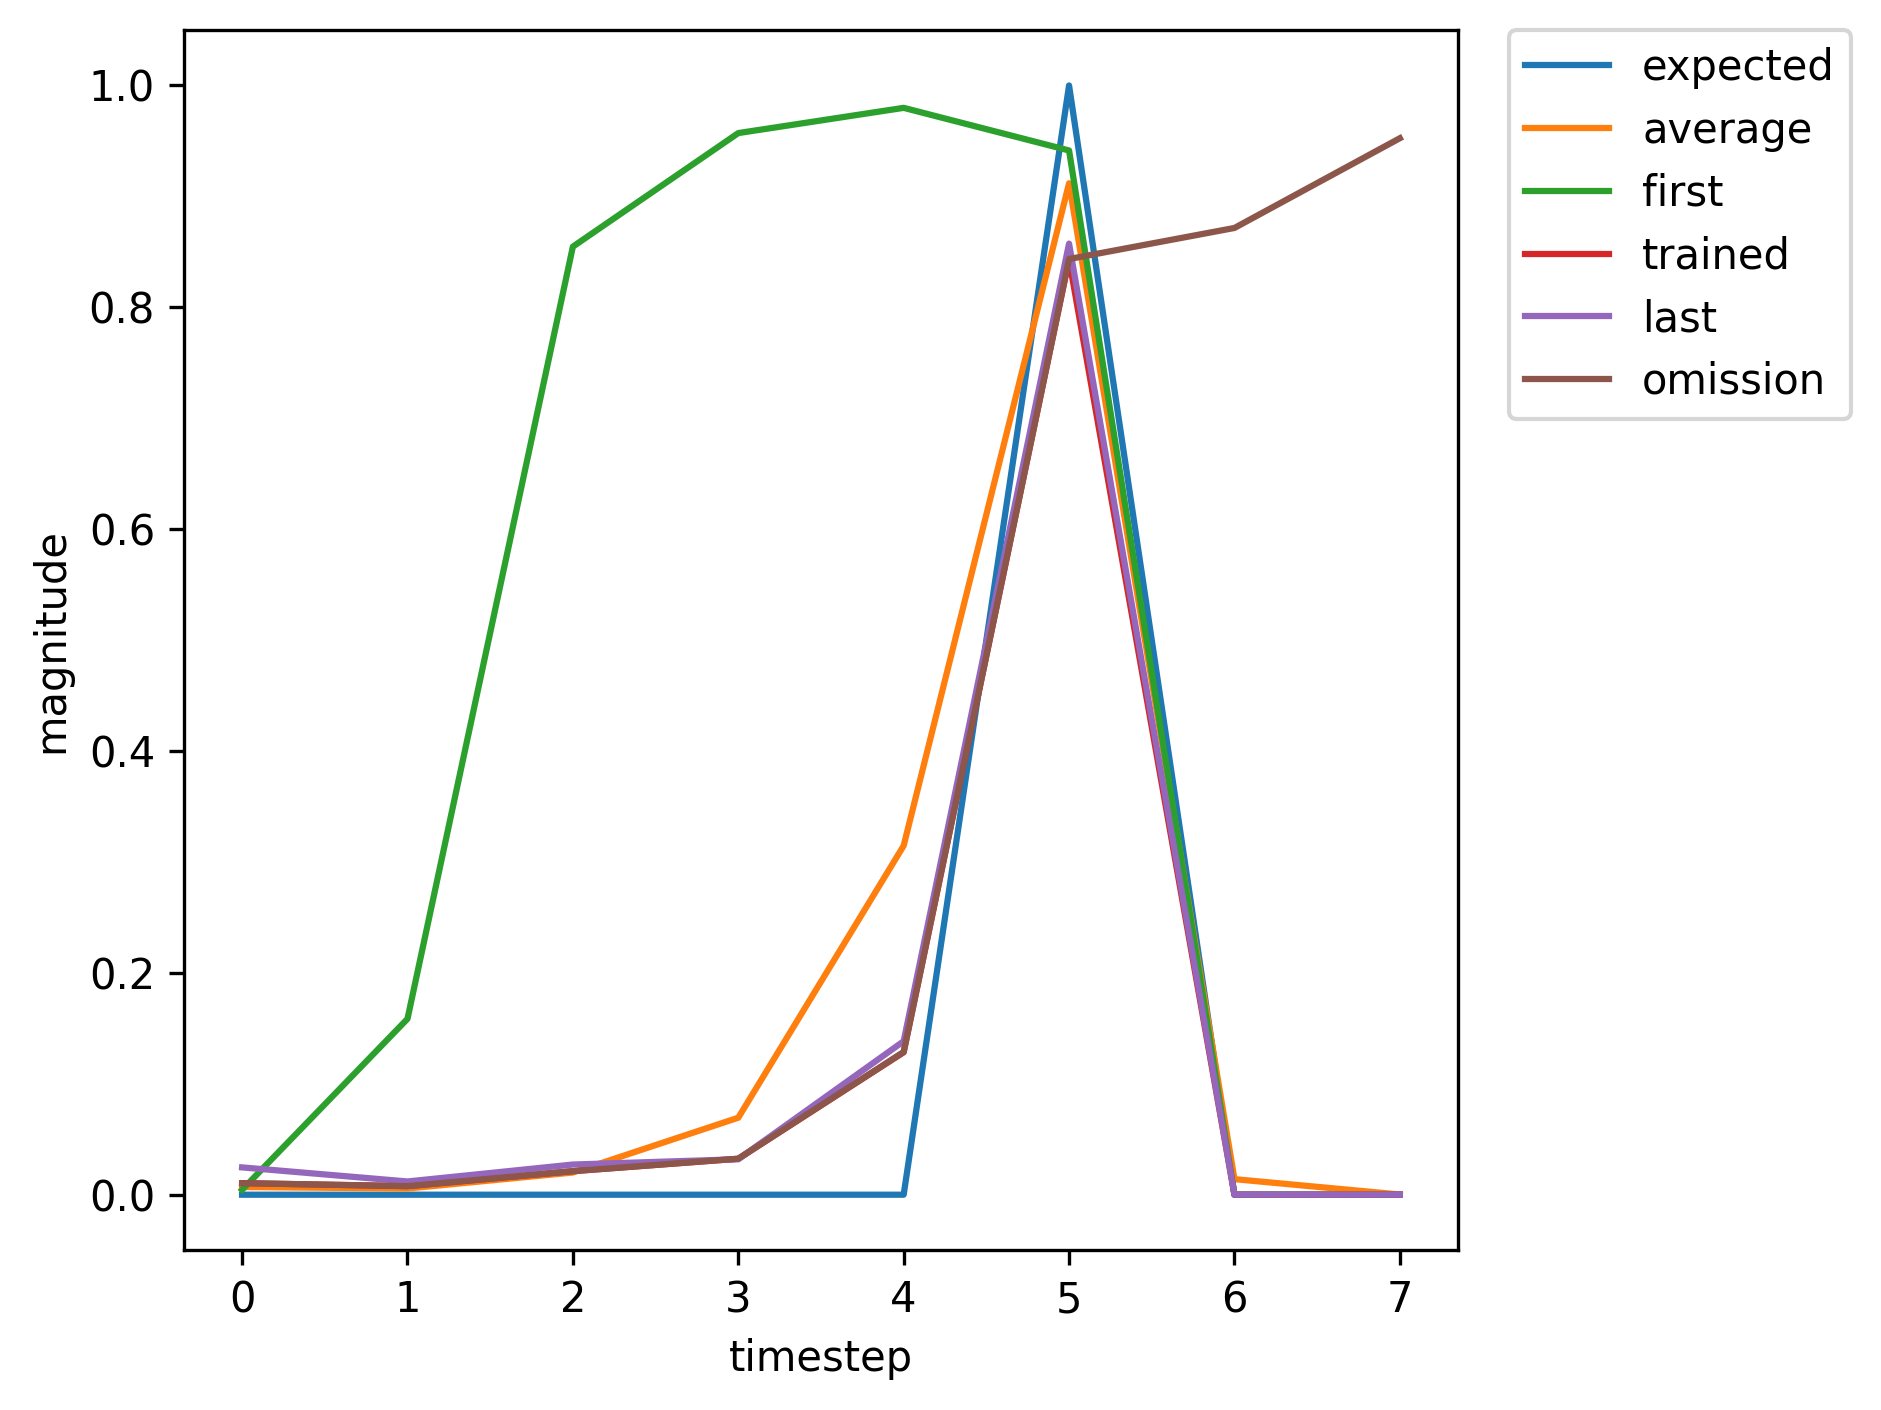 1.0
0.8
0.6
0.4
0.2
0.0
magnitude
0 1 2 3 4 5 6 7
timestep
expected
average
first
trained
last
omission